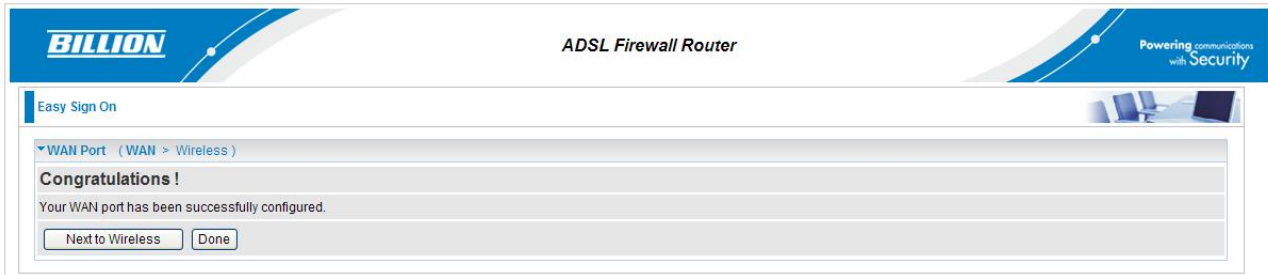 BILLION
ADSL Firewall Router
Powering communications
with Security
Easy Sign On
WAN Port ( WAN > Wireless )
Congratulations !
Your WAN port has been successfully configured.
Next to Wireless Done